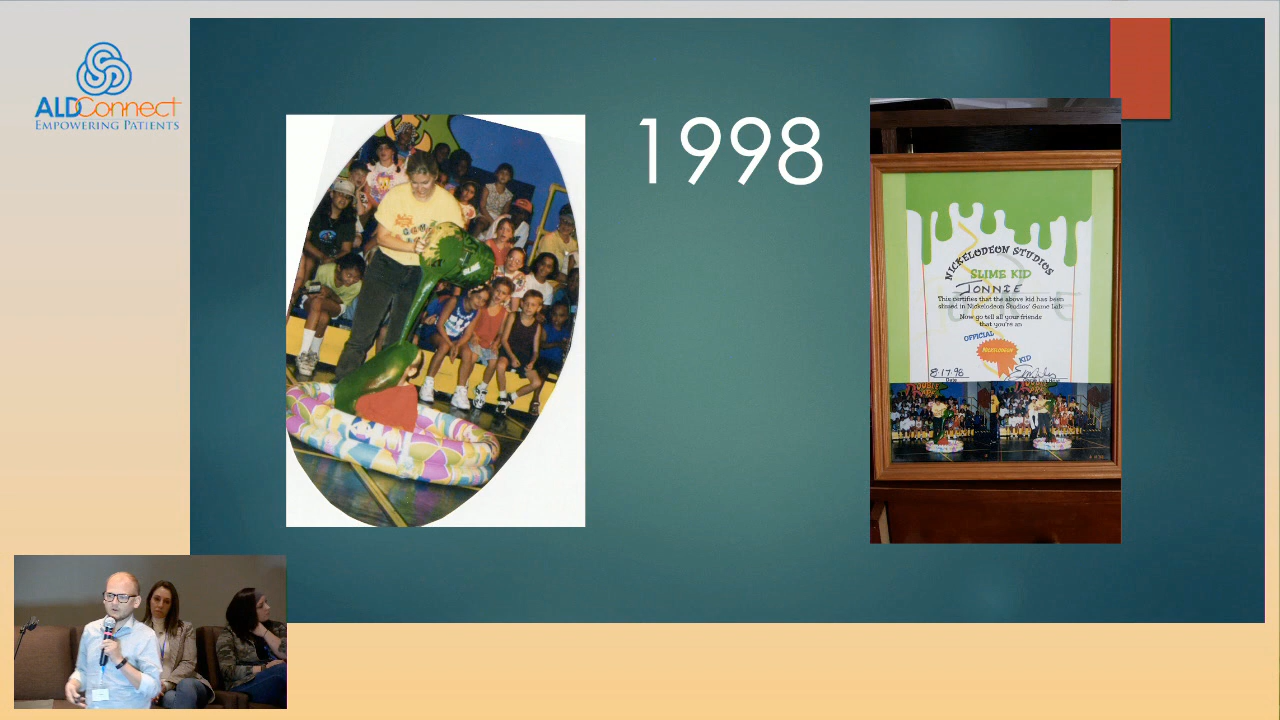 ALDConnect
EMPOWERING PATIENTS
1998
NICKELODEON STUDIOS
SLIME KID
JONNIE
This certifies that the above kid has been
slimed in Nickelodeon Studios' Game Lab.
Now go tell all your friends
that you're an
OFFICIAL
NICKELODEON
KID
8-17-96
Date